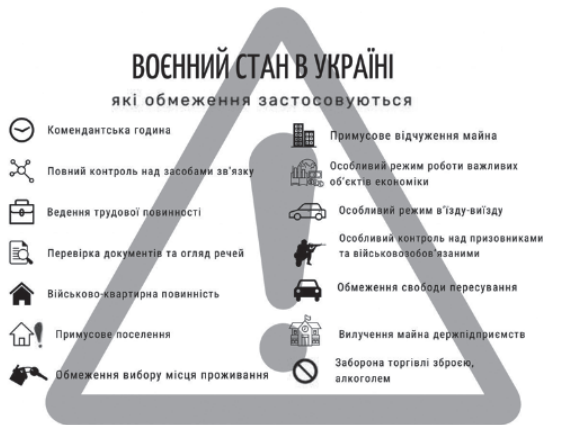 ВОЄННИЙ СТАН В УКРАЇНІ
які обмеження застосовуються
Комендантська година
Повний контроль над засобами зв'язку
Ведення трудової повинності
Перевірка документів та огляд речей
Військово-квартирна повинність
Примусове поселення
Обмеження вибору місця проживання
Примусове відчуження майна
Особливий режим роботи важливих
об'єктів економіки
Особливий режим в'їзду-виїзду
Особливий контроль над призовниками
та військовозобов'язаними
Обмеження свободи пересування
Вилучення майна держпідприємств
Заборона торгівлі зброєю,
алкоголем